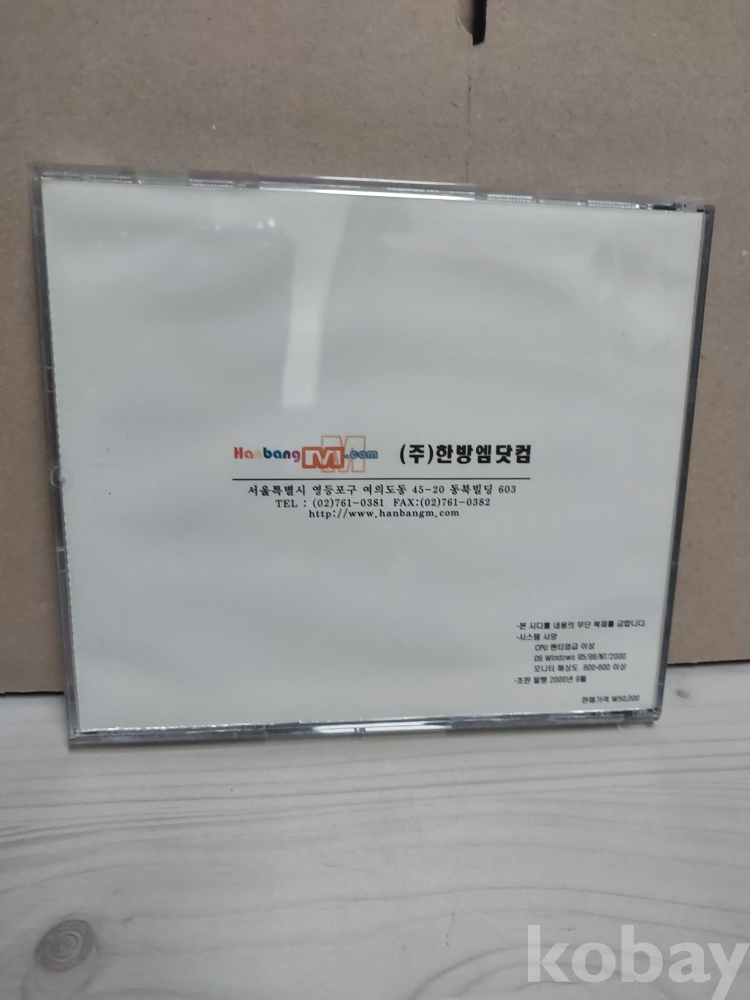 HanbangM.com (주)한방엠닷컴
서울특별시 영등포구 여의도동 45-20 동북빌딩 603
TEL : (02)761-0381 FAX:(02)761-0382
http://www.hanbangm.com
-본 시디롬 내용의 무단 복제를 금합니다.
-시스템 사양
CPU 펜티엄급 이상
OS Windows 95/98/NT/2000
모니터 해상도 800-600 이상
-초판 발행 2000년 9월
판매가격 ₩50,000
kobay